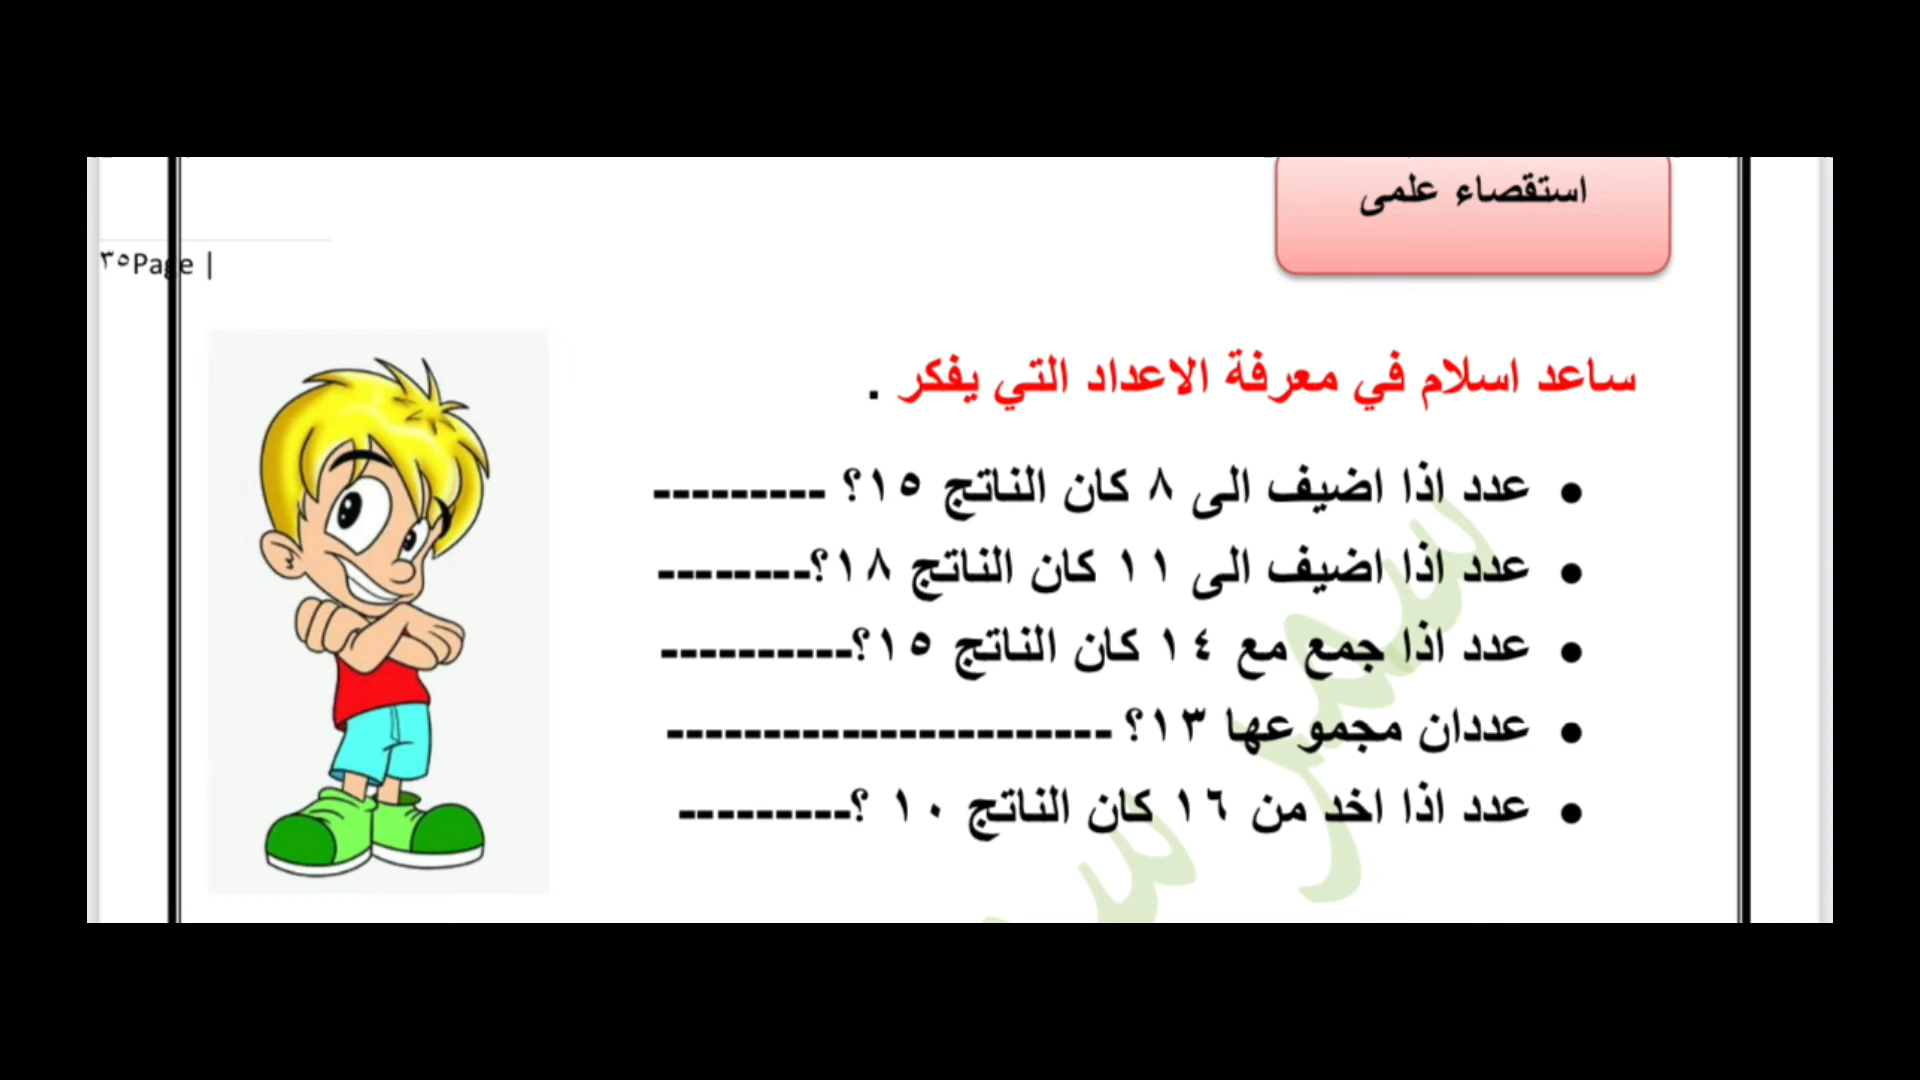 استقصاء علمى
٣٥Page |
ساعد اسلام في معرفة الاعداد التي يفكر .
• عدد اذا اضيف الى ٨ كان الناتج ١٥؟ ---------
• عدد اذا اضيف الى ١١ كان الناتج ١٨؟--------
• عدد اذا جمع مع ١٤ كان الناتج ١٥؟----------
• عددان مجموعها ١٣؟ -----------------------
• عدد اذا اخد من ١٦ كان الناتج ١٠ ؟---------